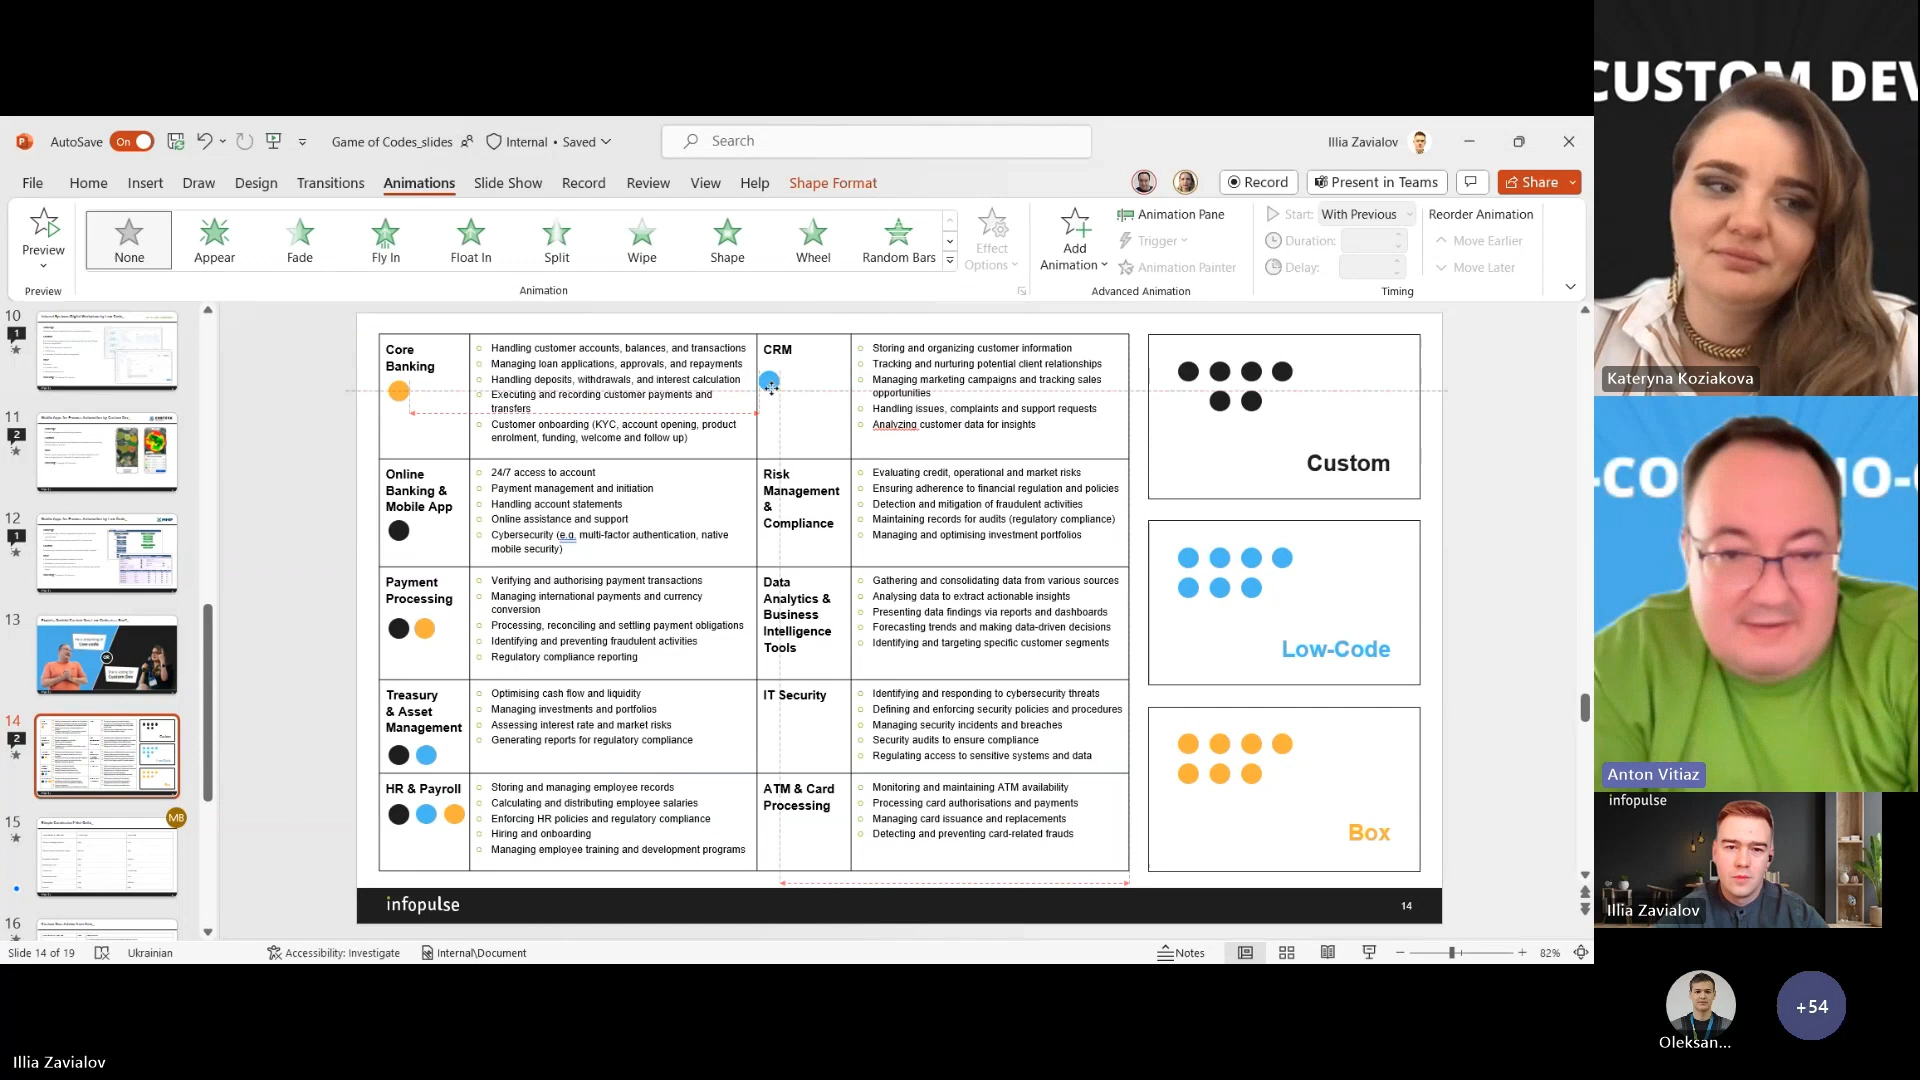 AutoSave On Game of Codes_slides Internal • Saved Search Illia Zavialov
File Home Insert Draw Design Transitions Animations Slide Show Record Review View Help Shape Format Record Present in Teams Share
Preview
None Appear Fade Fly In Float In Split Wipe Shape Wheel Random Bars
Effect Options
Add Animation
Animation Pane
Trigger
Animation Painter
Start: With Previous
Duration:
Delay:
Reorder Animation
Move Earlier
Move Later
Preview Animation Advanced Animation Timing
10
1
11
2
12
1
13
14
2
15
MB
16
Core Banking
Handling customer accounts, balances, and transactions
Managing loan applications, approvals, and repayments
Handling deposits, withdrawals, and interest calculation
Executing and recording customer payments and
transfers
Customer onboarding (KYC, account opening, product
enrolment, funding, welcome and follow up)
CRM
Storing and organizing customer information
Tracking and nurturing potential client relationships
Managing marketing campaigns and tracking sales
opportunities
Handling issues, complaints and support requests
Analyzing customer data for insights
Online
Banking &
Mobile App
24/7 access to account
Payment management and initiation
Handling account statements
Online assistance and support
Cybersecurity (e.g. multi-factor authentication, native
mobile security)
Risk
Management
&
Compliance
Evaluating credit, operational and market risks
Ensuring adherence to financial regulation and policies
Detection and mitigation of fraudulent activities
Maintaining records for audits (regulatory compliance)
Managing and optimising investment portfolios
Payment
Processing
Verifying and authorising payment transactions
Managing international payments and currency
conversion
Processing, reconciling and settling payment obligations
Identifying and preventing fraudulent activities
Regulatory compliance reporting
Data
Analytics &
Business
Intelligence
Tools
Gathering and consolidating data from various sources
Analysing data to extract actionable insights
Presenting data findings via reports and dashboards
Forecasting trends and making data-driven decisions
Identifying and targeting specific customer segments
Treasury
& Asset
Management
Optimising cash flow and liquidity
Managing investments and portfolios
Assessing interest rate and market risks
Generating reports for regulatory compliance
IT Security
Identifying and responding to cybersecurity threats
Defining and enforcing security policies and procedures
Managing security incidents and breaches
Security audits to ensure compliance
Regulating access to sensitive systems and data
HR & Payroll
Storing and managing employee records
Calculating and distributing employee salaries
Enforcing HR policies and regulatory compliance
Hiring and onboarding
Managing employee training and development programs
ATM & Card
Processing
Monitoring and maintaining ATM availability
Processing card authorisations and payments
Managing card issuance and replacements
Detecting and preventing card-related frauds
Custom
Low-Code
Box
infopulse
14
Slide 14 of 19 Ukrainian Accessibility: Investigate Internal\Document Notes 82%
CUSTOM DEV
Kateryna Koziakova
Anton Vitiaz
infopulse
Illia Zavialov
Oleksan...
+54
Illia Zavialov